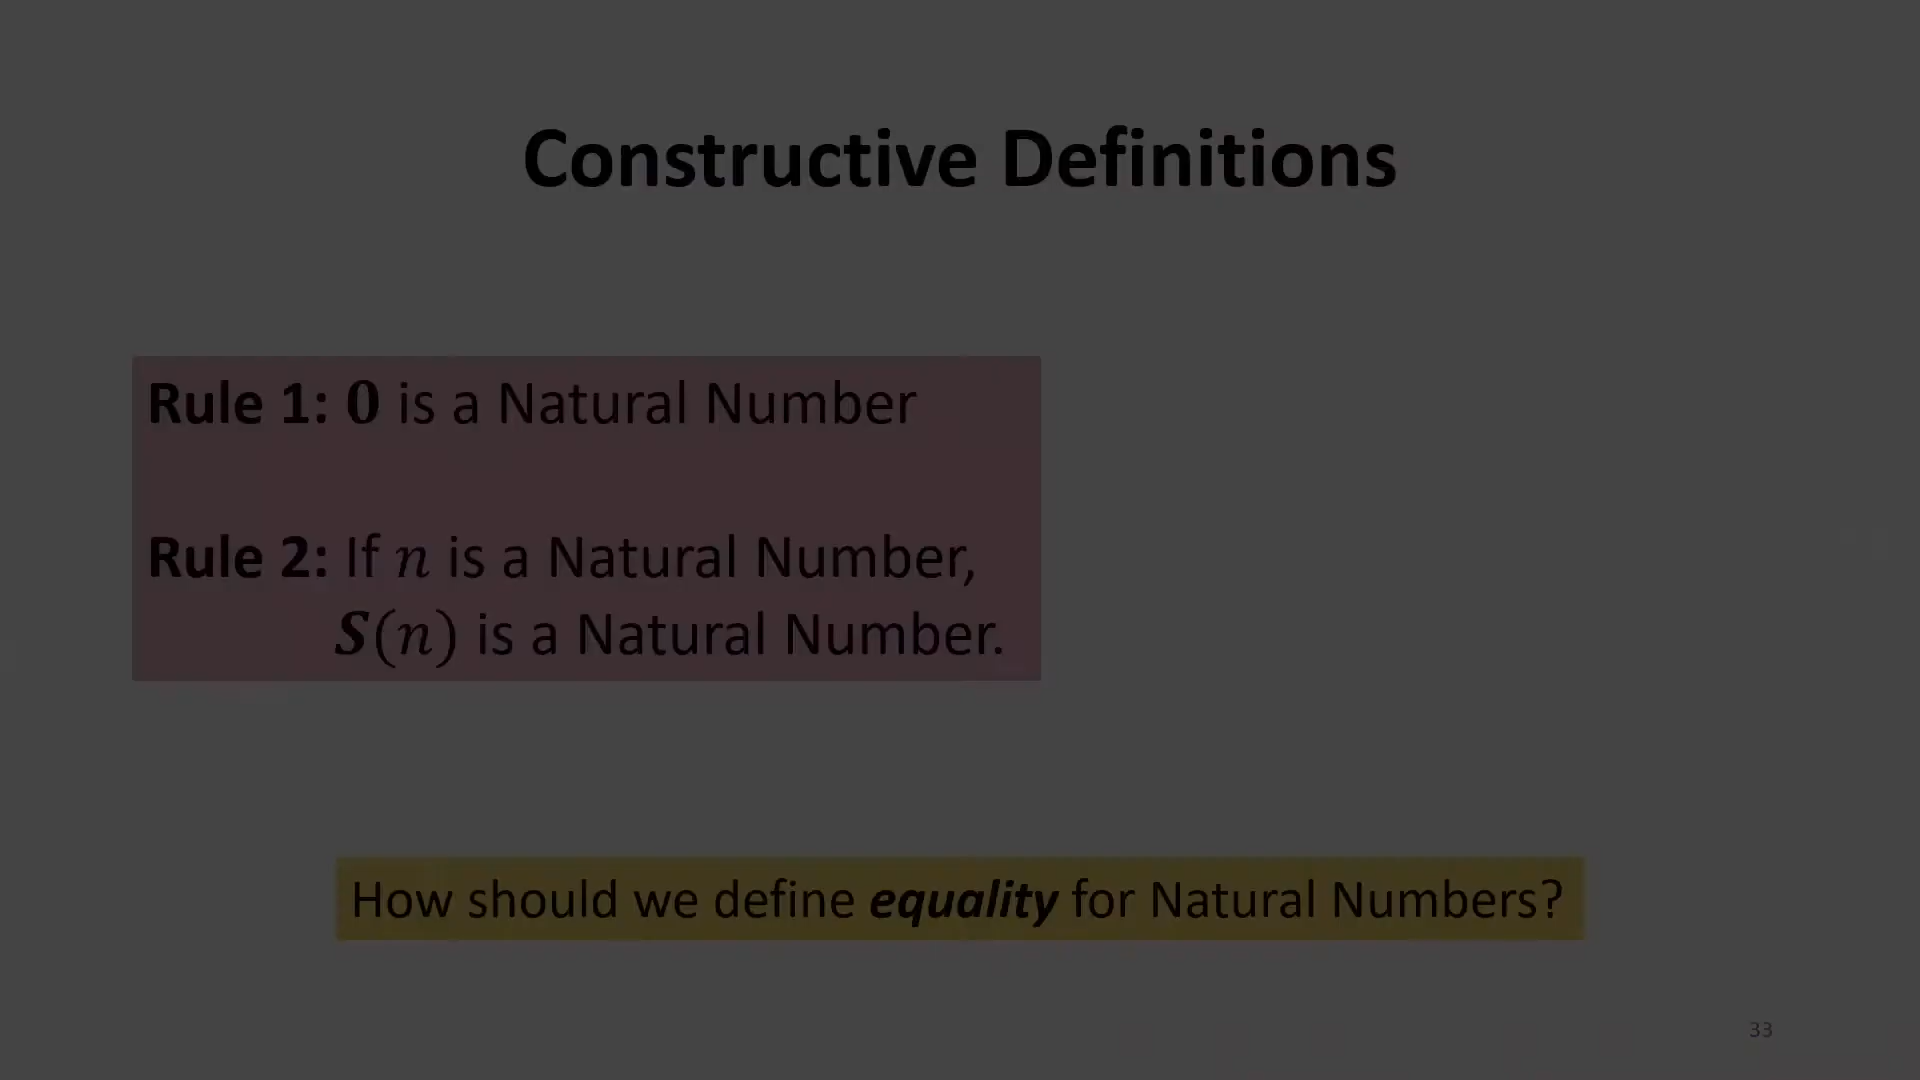 Constructive Definitions
Rule 1: 0 is a Natural Number
Rule 2: If n is a Natural Number,
S(n) is a Natural Number.
How should we define equality for Natural Numbers?
33